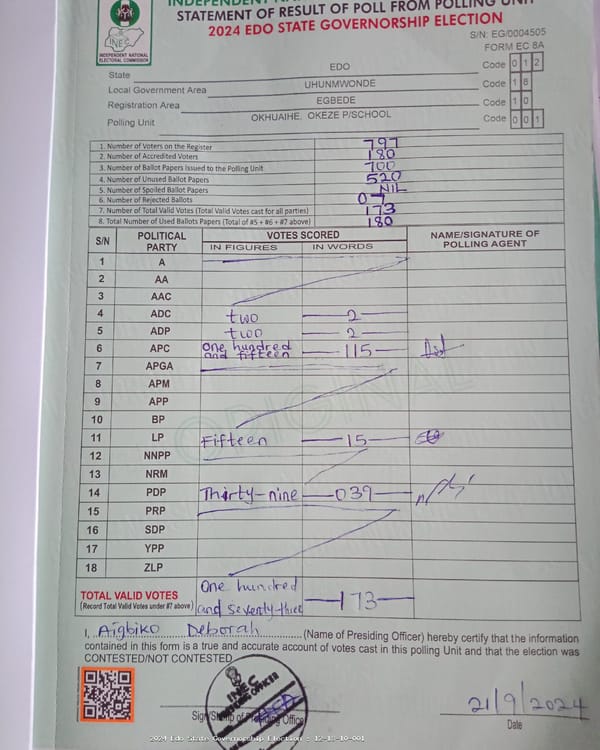 INDEPENDENT
STATEMENT OF RESULT OF POLL FROM POLLING UNIT
2024 EDO STATE GOVERNORSHIP ELECTION
S/N: EG/0004505
FORM EC 8A
INEC
INDEPENDENT NATIONAL
ELECTORAL COMMISSION
State EDO Code 0 1 2
Local Government Area UHUNMWONDE Code 1 8
Registration Area EGBEDE Code 1 0
Polling Unit OKHUAIHE. OKEZE P/SCHOOL Code 0 0 1
1. Number of Voters on the Register 797
2. Number of Accredited Voters 180
3. Number of Ballot Papers Issued to the Polling Unit 700
4. Number of Unused Ballot Papers 520
5. Number of Spoiled Ballot Papers NIL
6. Number of Rejected Ballots 07
7. Number of Total Valid Votes (Total Valid Votes cast for all parties) 173
8. Total Number of Used Ballots Papers (Total of #5 + #6 + #7 above) 180
S/N POLITICAL PARTY VOTES SCORED NAME/SIGNATURE OF POLLING AGENT
IN FIGURES IN WORDS
1 A
2 AA
3 AAC
4 ADC two 2
5 ADP two 2
6 APC One hundred and fifteen 115
7 APGA
8 APM
9 APP
10 BP
11 LP Fifteen 15
12 NNPP
13 NRM
14 PDP Thirty-nine 039
15 PRP
16 SDP
17 YPP
18 ZLP
TOTAL VALID VOTES One hundred
(Record Total Valid Votes under #7 above) and seventy-three 173
I, Aigbiko Deborah (Name of Presiding Officer) hereby certify that the information
contained in this form is a true and accurate account of votes cast in this polling Unit and that the election was
CONTESTED/NOT CONTESTED
INEC
Sign/Stamp of Presiding Officer
21/9/2024
Date
2024 Edo State Governorship Election : 12-18-10-001